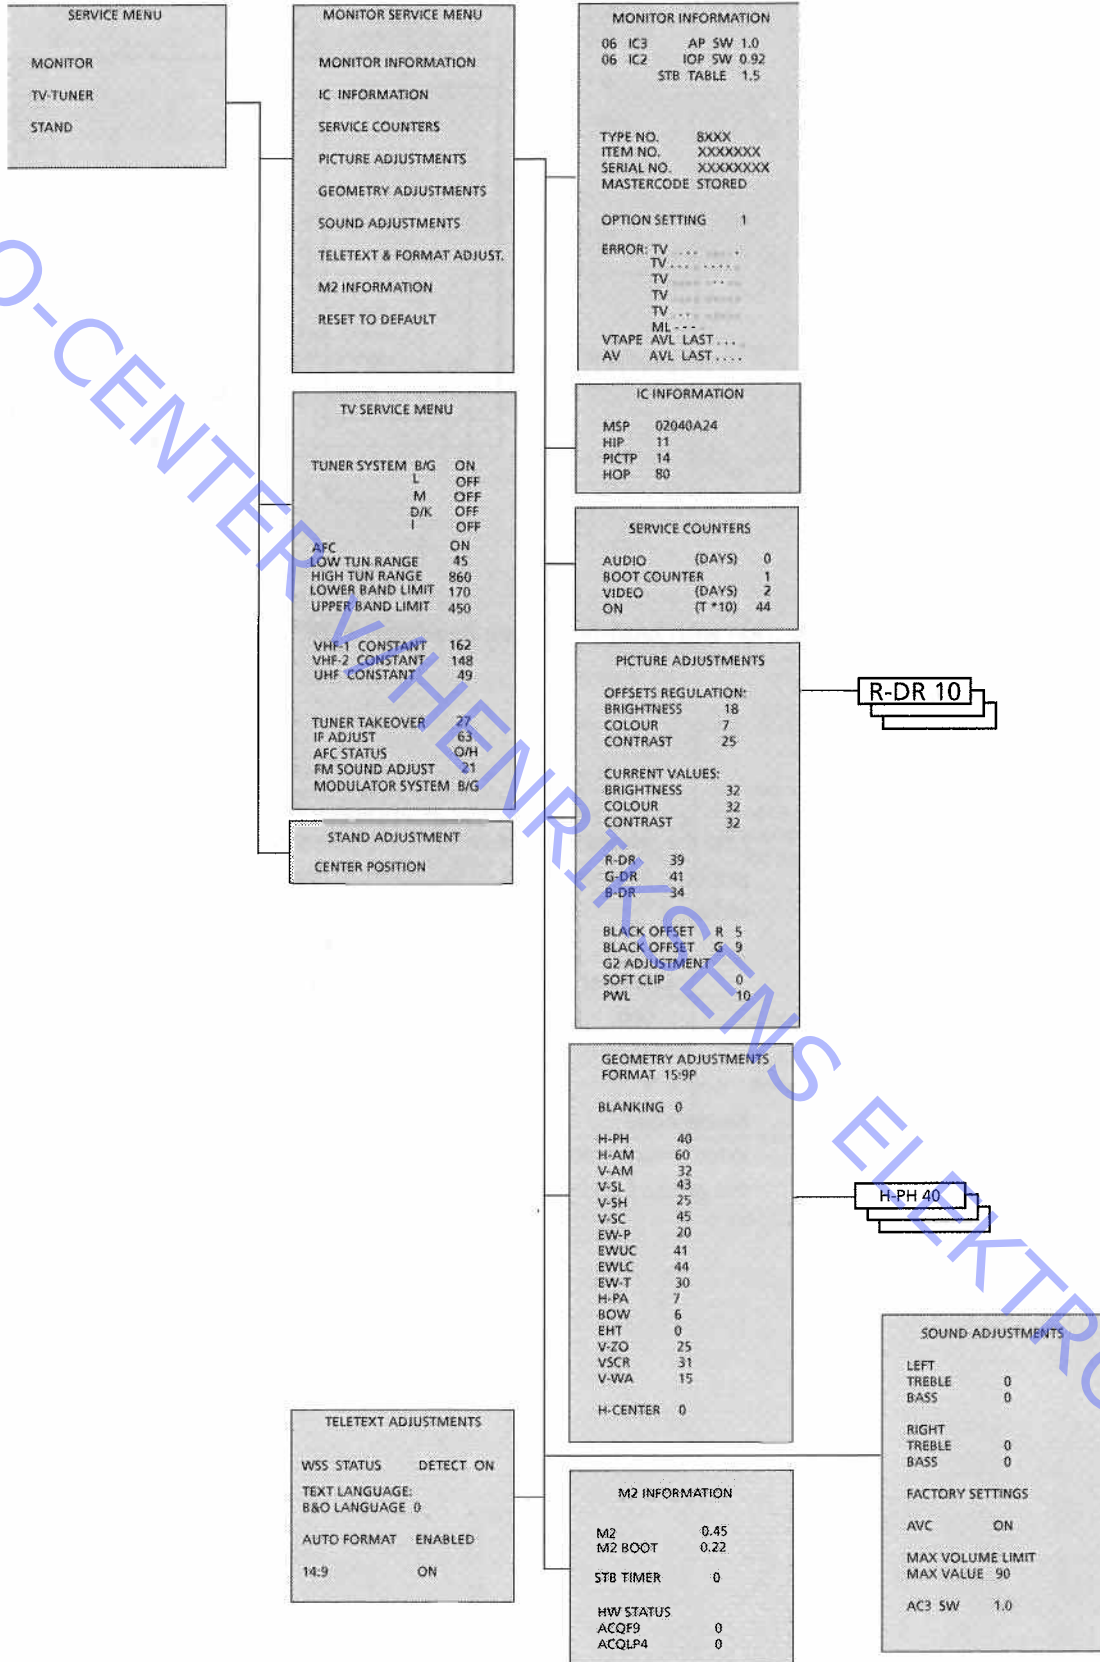 SERVICE MENU
MONITOR
TV-TUNER
STAND
MONITOR SERVICE MENU
MONITOR INFORMATION
IC INFORMATION
SERVICE COUNTERS
PICTURE ADJUSTMENTS
GEOMETRY ADJUSTMENTS
SOUND ADJUSTMENTS
TELETEXT & FORMAT ADJUST.
M2 INFORMATION
RESET TO DEFAULT
MONITOR INFORMATION
06 IC3 AP SW 1.0
06 IC2 IOP SW 0.92
STB TABLE 1.5
TYPE NO. 8XXX
ITEM NO. XXXXXXX
SERIAL NO. XXXXXXXX
MASTERCODE STORED
OPTION SETTING 1
ERROR: TV ... .
TV ... .....
TV ...
TV
TV ...
ML ---
VTAPE AVL LAST ....
AV AVL LAST ....
TV SERVICE MENU
TUNER SYSTEM B/G ON
L OFF
M OFF
D/K OFF
I OFF
AFC ON
LOW TUN RANGE 45
HIGH TUN RANGE 860
LOWER BAND LIMIT 170
UPPER BAND LIMIT 450
VHF-1 CONSTANT 162
VHF-2 CONSTANT 148
UHF CONSTANT 49
TUNER TAKEOVER 27
IF ADJUST 63
AFC STATUS O/H
FM SOUND ADJUST 21
MODULATOR SYSTEM B/G
STAND ADJUSTMENT
CENTER POSITION
IC INFORMATION
MSP 02040A24
HIP 11
PICTP 14
HOP 80
SERVICE COUNTERS
AUDIO (DAYS) 0
BOOT COUNTER 1
VIDEO (DAYS) 2
ON (T *10) 44
PICTURE ADJUSTMENTS
OFFSETS REGULATION:
BRIGHTNESS 18
COLOUR 7
CONTRAST 25
CURRENT VALUES:
BRIGHTNESS 32
COLOUR 32
CONTRAST 32
R-DR 39
G-DR 41
B-DR 34
BLACK OFFSET R 5
BLACK OFFSET G 9
G2 ADJUSTMENT
SOFT CLIP 0
PWL 10
R-DR 10
GEOMETRY ADJUSTMENTS
FORMAT 15:9P
BLANKING 0
H-PH 40
H-AM 60
V-AM 32
V-SL 43
V-SH 25
V-SC 45
EW-P 20
EWUC 41
EWLC 44
EW-T 30
H-PA 7
BOW 6
EHT 0
V-ZO 25
VSCR 31
V-WA 15
H-CENTER 0
H-PH 40
SOUND ADJUSTMENTS
LEFT
TREBLE 0
BASS 0
RIGHT
TREBLE 0
BASS 0
FACTORY SETTINGS
AVC ON
MAX VOLUME LIMIT
MAX VALUE 90
AC3 SW 1.0
TELETEXT ADJUSTMENTS
WSS STATUS DETECT ON
TEXT LANGUAGE:
B&O LANGUAGE 0
AUTO FORMAT ENABLED
14:9 ON
M2 INFORMATION
M2 0.45
M2 BOOT 0.22
STB TIMER 0
HW STATUS
ACQF9 0
ACQLP4 0
O-CENTER V/HENRIKSENS ELEKTRO